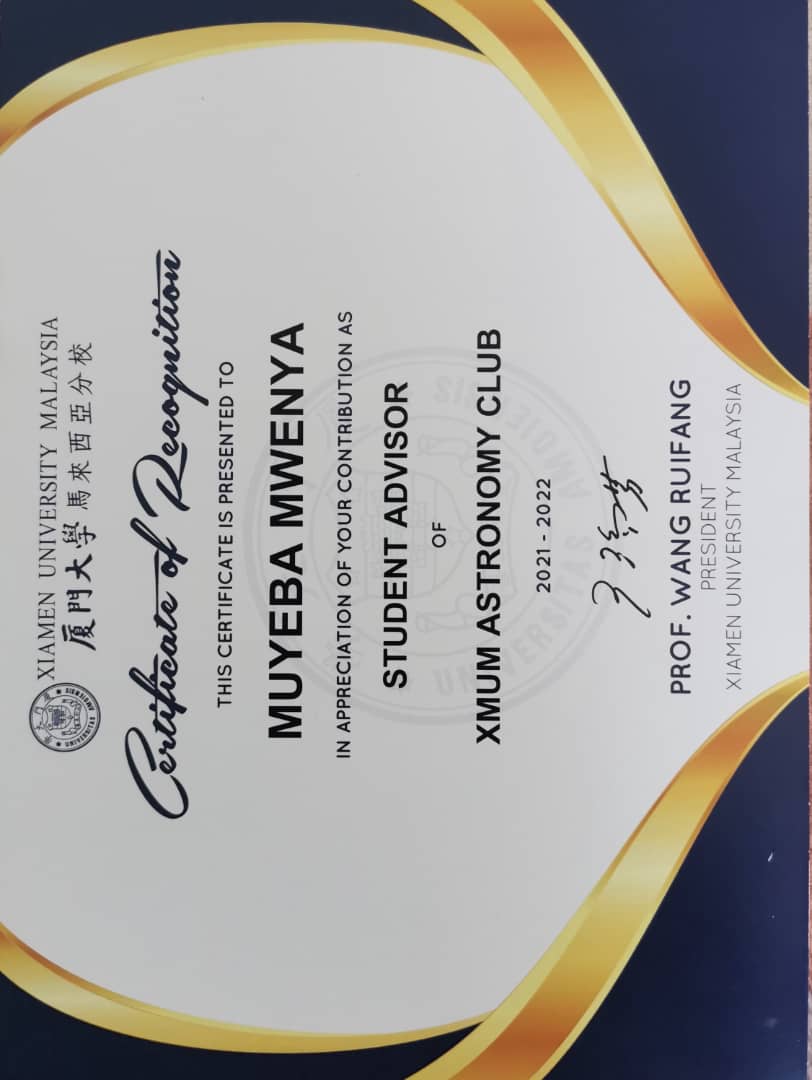 XIAMEN UNIVERSITY MALAYSIA
厦門大學 馬來西亞分校
Certificate of Recognition
THIS CERTIFICATE IS PRESENTED TO
MUYEBA MWENYA
IN APPRECIATION OF YOUR CONTRIBUTION AS
STUDENT ADVISOR
OF
XMUM ASTRONOMY CLUB
2021 - 2022
PROF. WANG RUIFANG
PRESIDENT
XIAMEN UNIVERSITY MALAYSIA
UNIVERSITAS AMOIENSIS